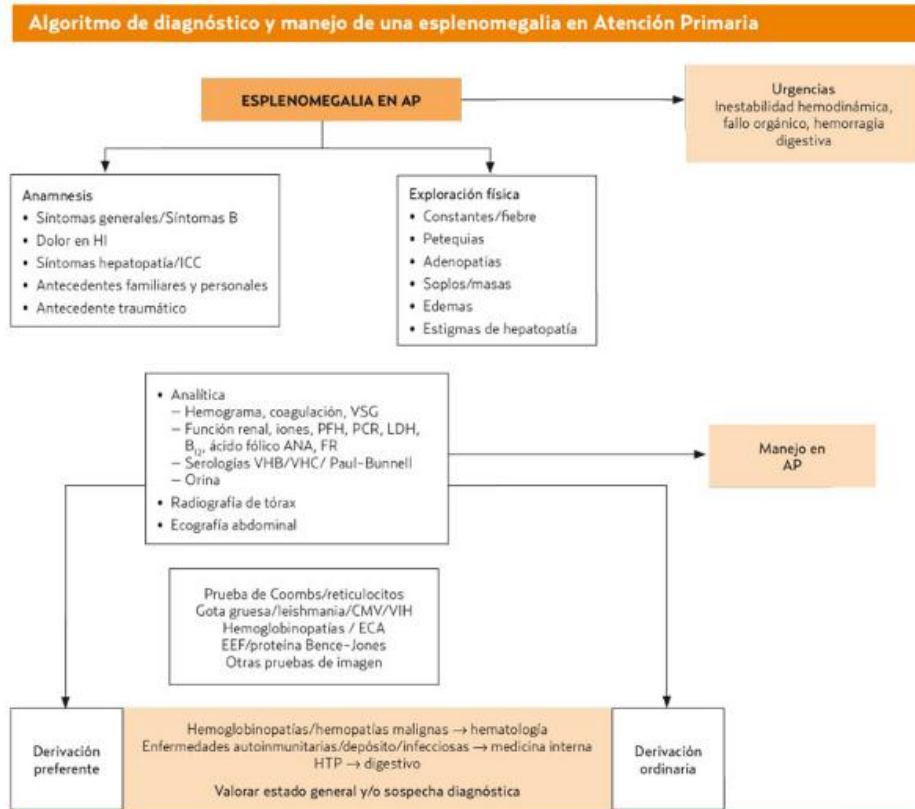 Algoritmo de diagnóstico y manejo de una esplenomegalia en Atención Primaria
ESPLENOMEGALIA EN AP
Urgencias
Inestabilidad hemodinámica,
fallo orgánico, hemorragia
digestiva
Anamnesis
• Síntomas generales/Síntomas B
• Dolor en HI
• Síntomas hepatopatía/ICC
• Antecedentes familiares y personales
• Antecedente traumático
Exploración física
• Constantes/fiebre
• Petequias
• Adenopatías
• Soplos/masas
• Edemas
• Estigmas de hepatopatía
• Analítica
– Hemograma, coagulación, VSG
– Función renal, iones, PFH, PCR, LDH,
B₁₂, ácido fólico ANA, FR
– Serologías VHB/VHC/ Paul-Bunnell
– Orina
• Radiografía de tórax
• Ecografía abdominal
Manejo en
AP
Prueba de Coombs/reticulocitos
Gota gruesa/leishmania/CMV/VIH
Hemoglobinopatías / ECA
EEF/proteína Bence-Jones
Otras pruebas de imagen
Derivación
preferente
Hemoglobinopatías/hemopatías malignas → hematología
Enfermedades autoinmunitarias/depósito/infecciosas → medicina interna
HTP → digestivo
Valorar estado general y/o sospecha diagnóstica
Derivación
ordinaria